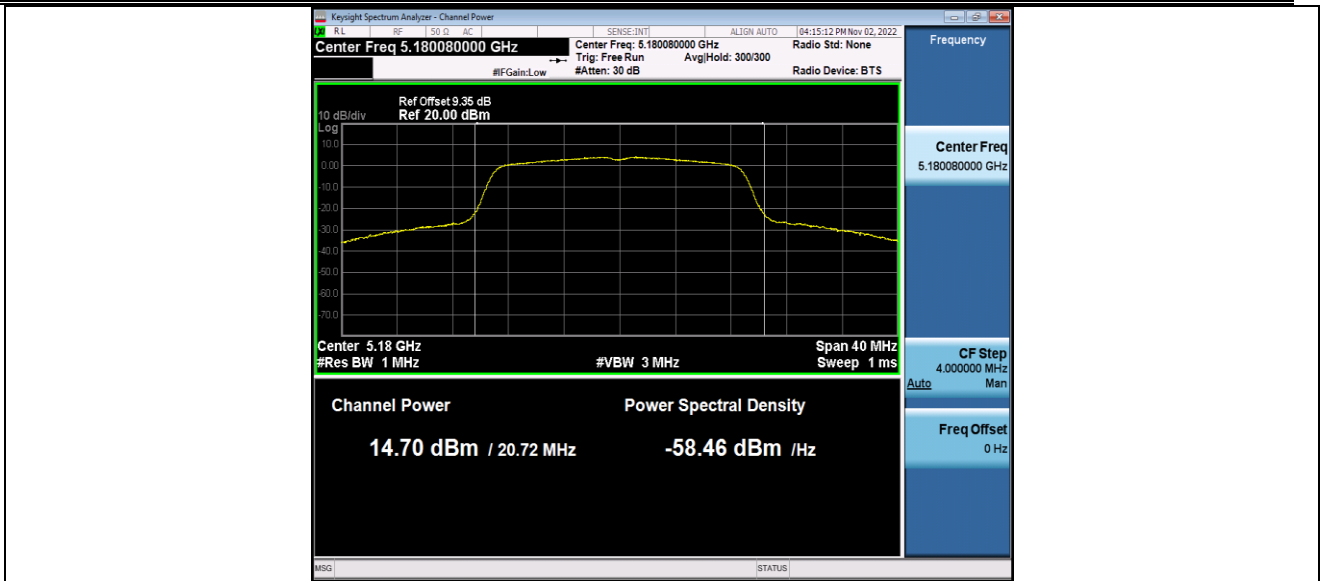 Keysight Spectrum Analyzer - Channel Power
RL RF 50 Ω AC SENSE:INT ALIGN AUTO 04:15:12 PM Nov 02, 2022
Center Freq 5.180080000 GHz
Center Freq: 5.180080000 GHz Radio Std: None
Trig: Free Run Avg|Hold: 300/300
#IFGain:Low #Atten: 30 dB Radio Device: BTS
Ref Offset 9.35 dB
10 dB/div Ref 20.00 dBm
Log
10.0
0.00
-10.0
-20.0
-30.0
-40.0
-50.0
-60.0
-70.0
Center 5.18 GHz Span 40 MHz
#Res BW 1 MHz #VBW 3 MHz Sweep 1 ms
Channel Power Power Spectral Density
14.70 dBm / 20.72 MHz -58.46 dBm /Hz
Frequency
Center Freq
5.180080000 GHz
CF Step
4.000000 MHz
Auto Man
Freq Offset
0 Hz
MSG STATUS